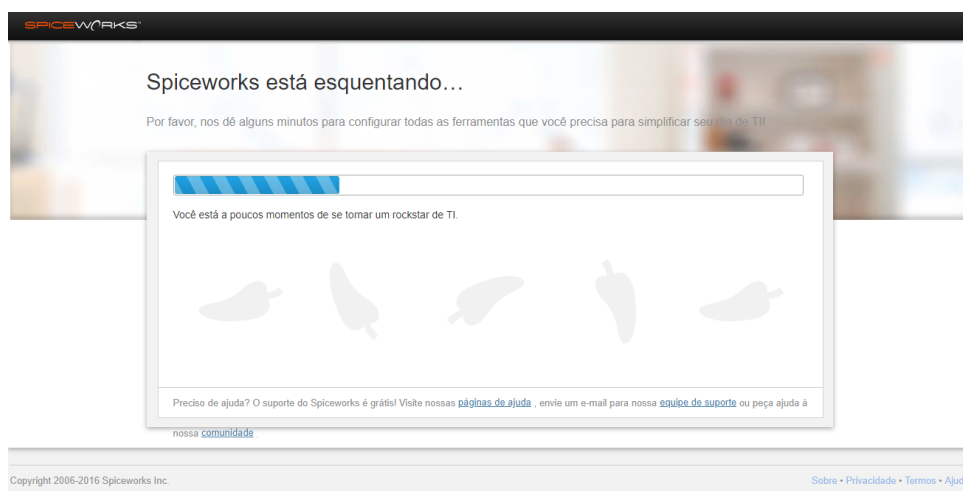 SPICEWORKS
Spiceworks está esquentando...
Por favor, nos dê alguns minutos para configurar todas as ferramentas que você precisa para simplificar seu dia de TI!
Você está a poucos momentos de se tornar um rockstar de TI.
Preciso de ajuda? O suporte do Spiceworks é grátis! Visite nossas páginas de ajuda , envie um e-mail para nossa equipe de suporte ou peça ajuda à
nossa comunidade .
Copyright 2006-2016 Spiceworks Inc.
Sobre • Privacidade • Termos • Ajud